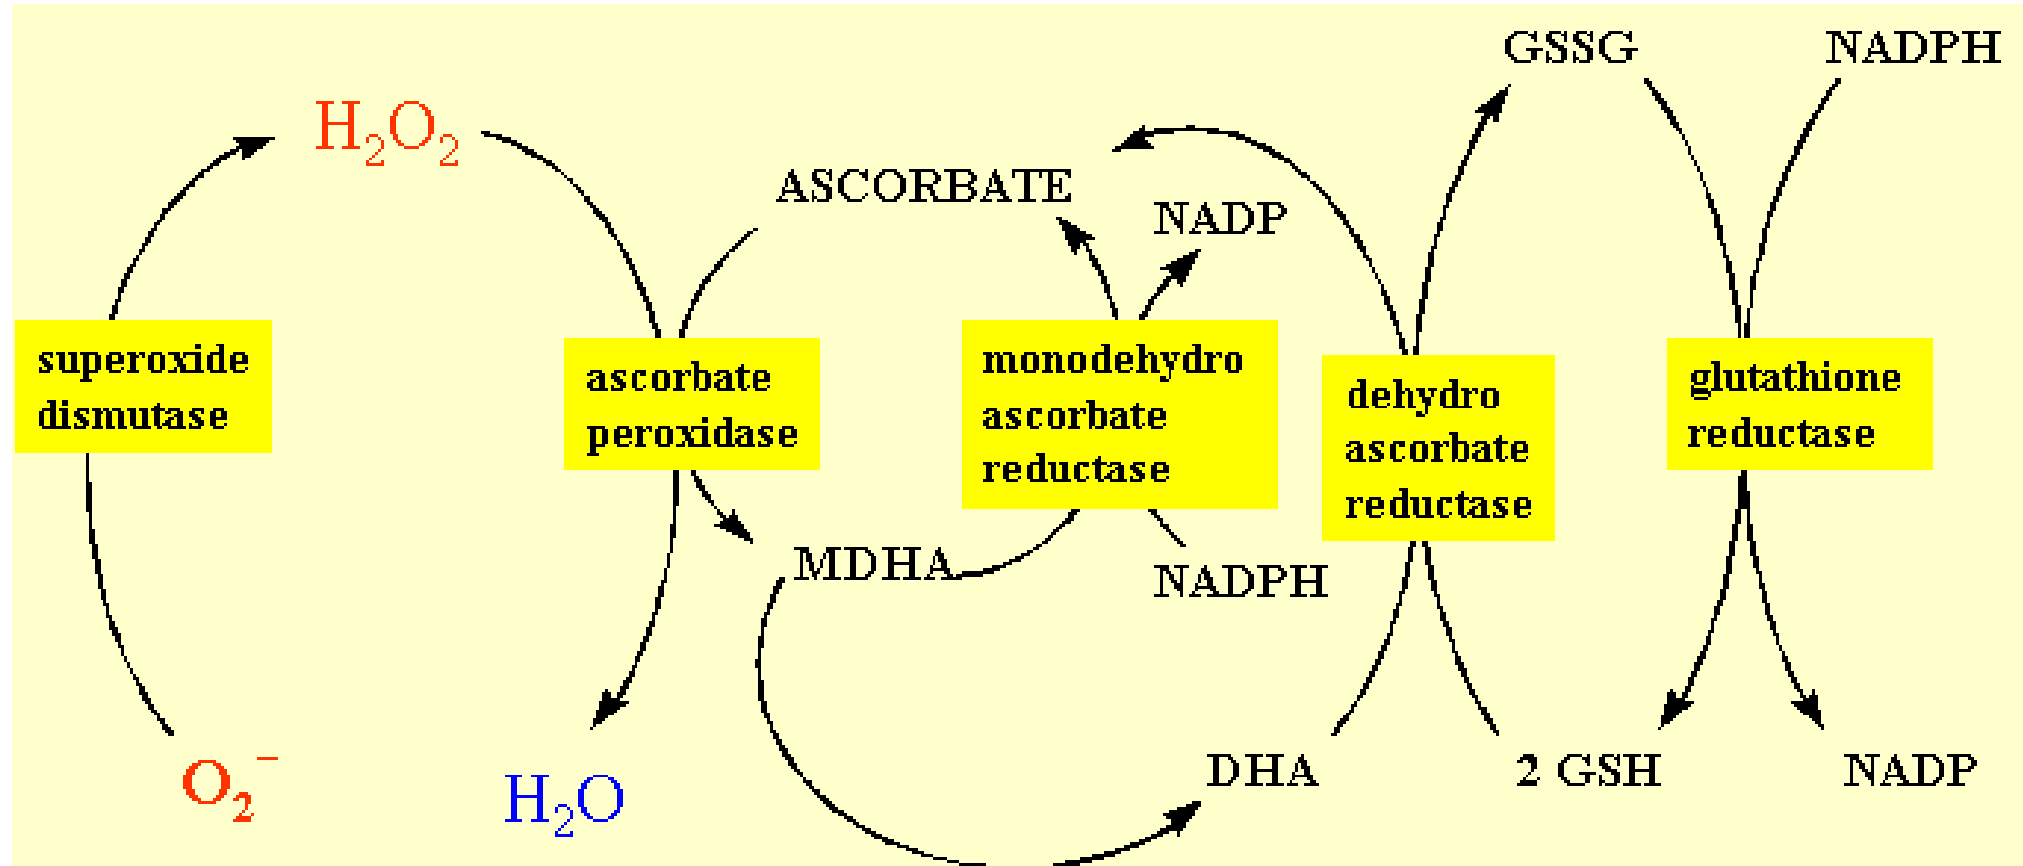 GSSG
NADPH
H₂O₂
ASCORBATE
NADP
superoxide
dismutase
ascorbate
peroxidase
monodehydro
ascorbate
reductase
dehydro
ascorbate
reductase
glutathione
reductase
MDHA
NADPH
O₂⁻
H₂O
DHA
2 GSH
NADP